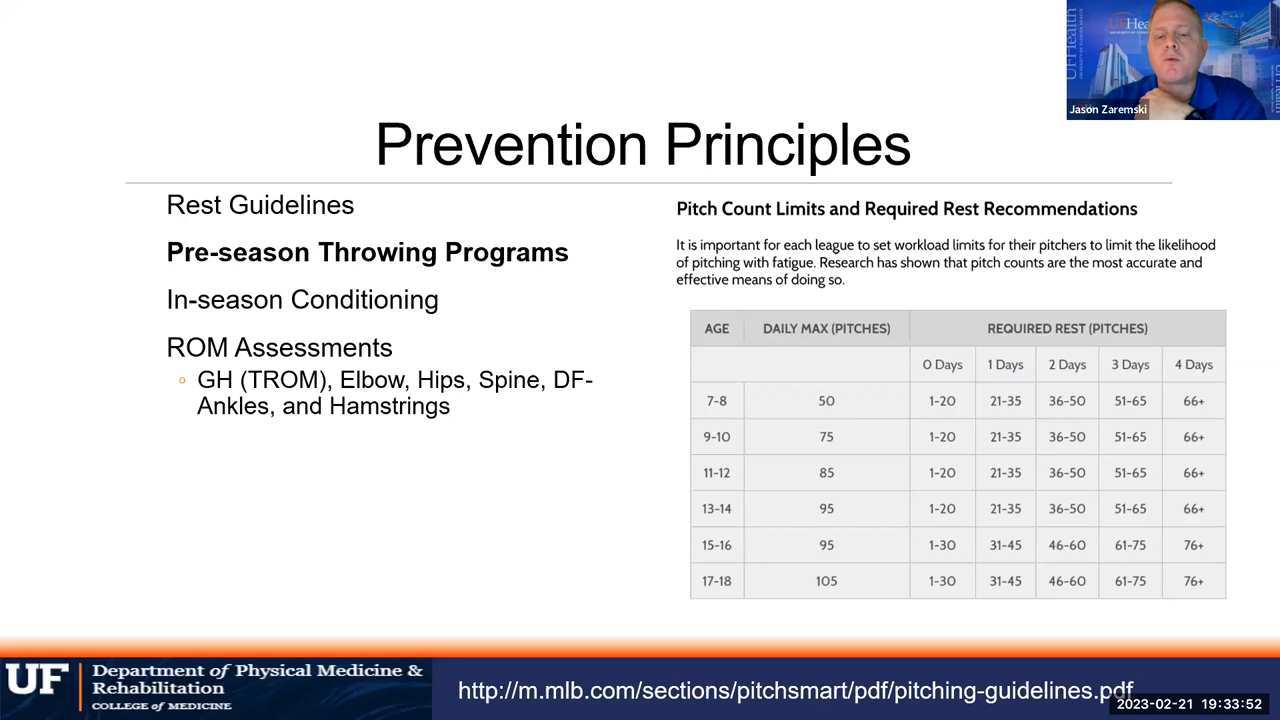 UFHealth
UFHea
Jason Zaremski
Prevention Principles
Rest Guidelines
Pre-season Throwing Programs
In-season Conditioning
ROM Assessments
GH (TROM), Elbow, Hips, Spine, DF-
Ankles, and Hamstrings
Pitch Count Limits and Required Rest Recommendations
It is important for each league to set workload limits for their pitchers to limit the likelihood
of pitching with fatigue. Research has shown that pitch counts are the most accurate and
effective means of doing so.
AGE DAILY MAX (PITCHES) REQUIRED REST (PITCHES)
0 Days 1 Days 2 Days 3 Days 4 Days
7-8 50 1-20 21-35 36-50 51-65 66+
9-10 75 1-20 21-35 36-50 51-65 66+
11-12 85 1-20 21-35 36-50 51-65 66+
13-14 95 1-20 21-35 36-50 51-65 66+
15-16 95 1-30 31-45 46-60 61-75 76+
17-18 105 1-30 31-45 46-60 61-75 76+
UF
Department of Physical Medicine &
Rehabilitation
COLLEGE of MEDICINE
http://m.mlb.com/sections/pitchsmart/pdf/pitching-guidelines.pdf
2023-02-21 19:33:52